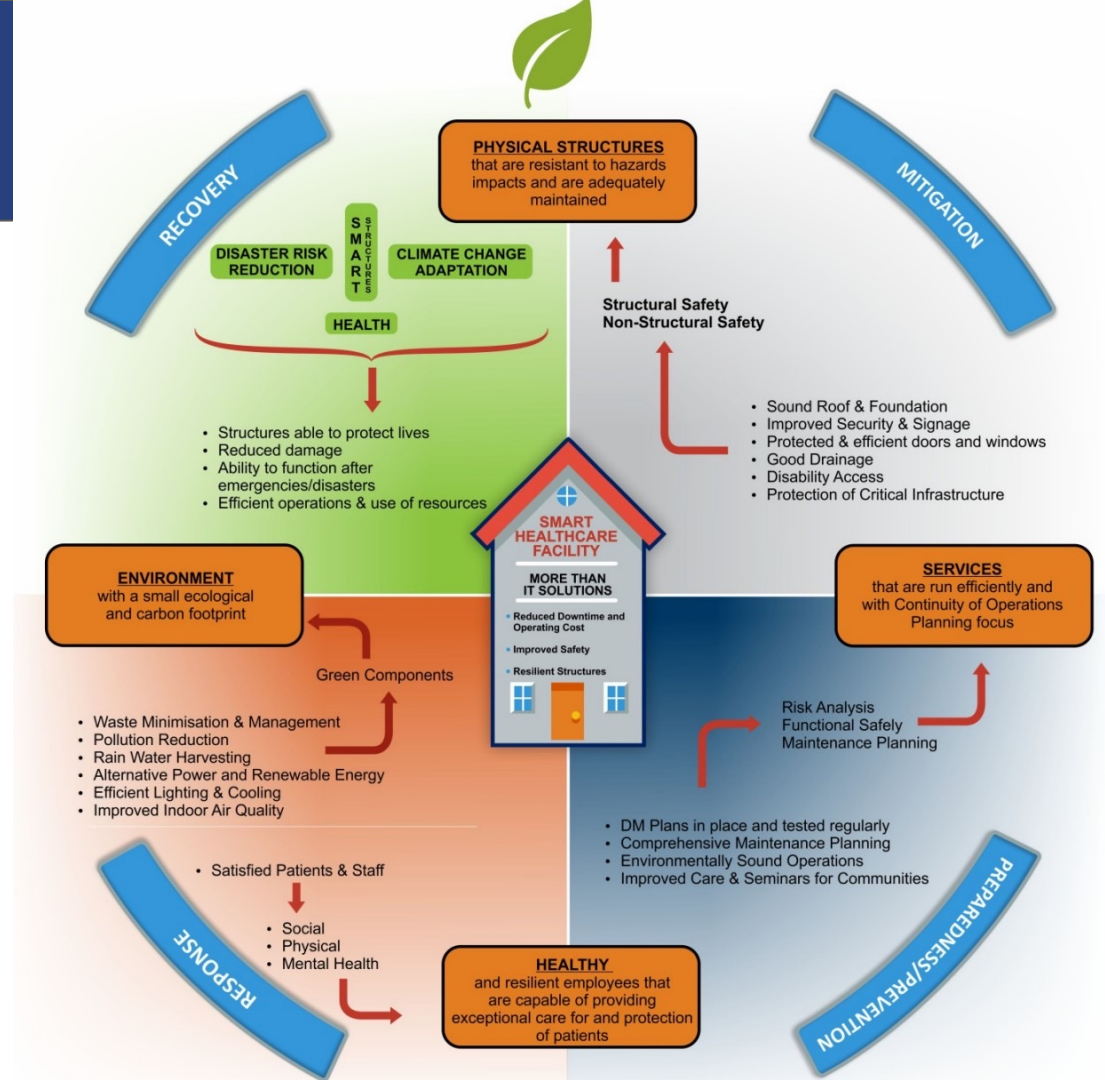 RECOVERY
MITIGATION
PHYSICAL STRUCTURES
that are resistant to hazards
impacts and are adequately
maintained
DISASTER RISK
REDUCTION
SMART
STRUCTURES
CLIMATE CHANGE
ADAPTATION
HEALTH
• Structures able to protect lives
• Reduced damage
• Ability to function after
emergencies/disasters
• Efficient operations & use of resources
Structural Safety
Non-Structural Safety
• Sound Roof & Foundation
• Improved Security & Signage
• Protected & efficient doors and windows
• Good Drainage
• Disability Access
• Protection of Critical Infrastructure
SMART
HEALTHCARE
FACILITY
MORE THAN
IT SOLUTIONS
• Reduced Downtime and
Operating Cost
• Improved Safety
• Resilient Structures
ENVIRONMENT
with a small ecological
and carbon footprint
Green Components
• Waste Minimisation & Management
• Pollution Reduction
• Rain Water Harvesting
• Alternative Power and Renewable Energy
• Efficient Lighting & Cooling
• Improved Indoor Air Quality
SERVICES
that are run efficiently and
with Continuity of Operations
Planning focus
Risk Analysis
Functional Safely
Maintenance Planning
• DM Plans in place and tested regularly
• Comprehensive Maintenance Planning
• Environmentally Sound Operations
• Improved Care & Seminars for Communities
• Satisfied Patients & Staff
• Social
• Physical
• Mental Health
HEALTHY
and resilient employees that
are capable of providing
exceptional care for and protection
of patients
RESPONSE
PREPAREDNESS/PREVENTION